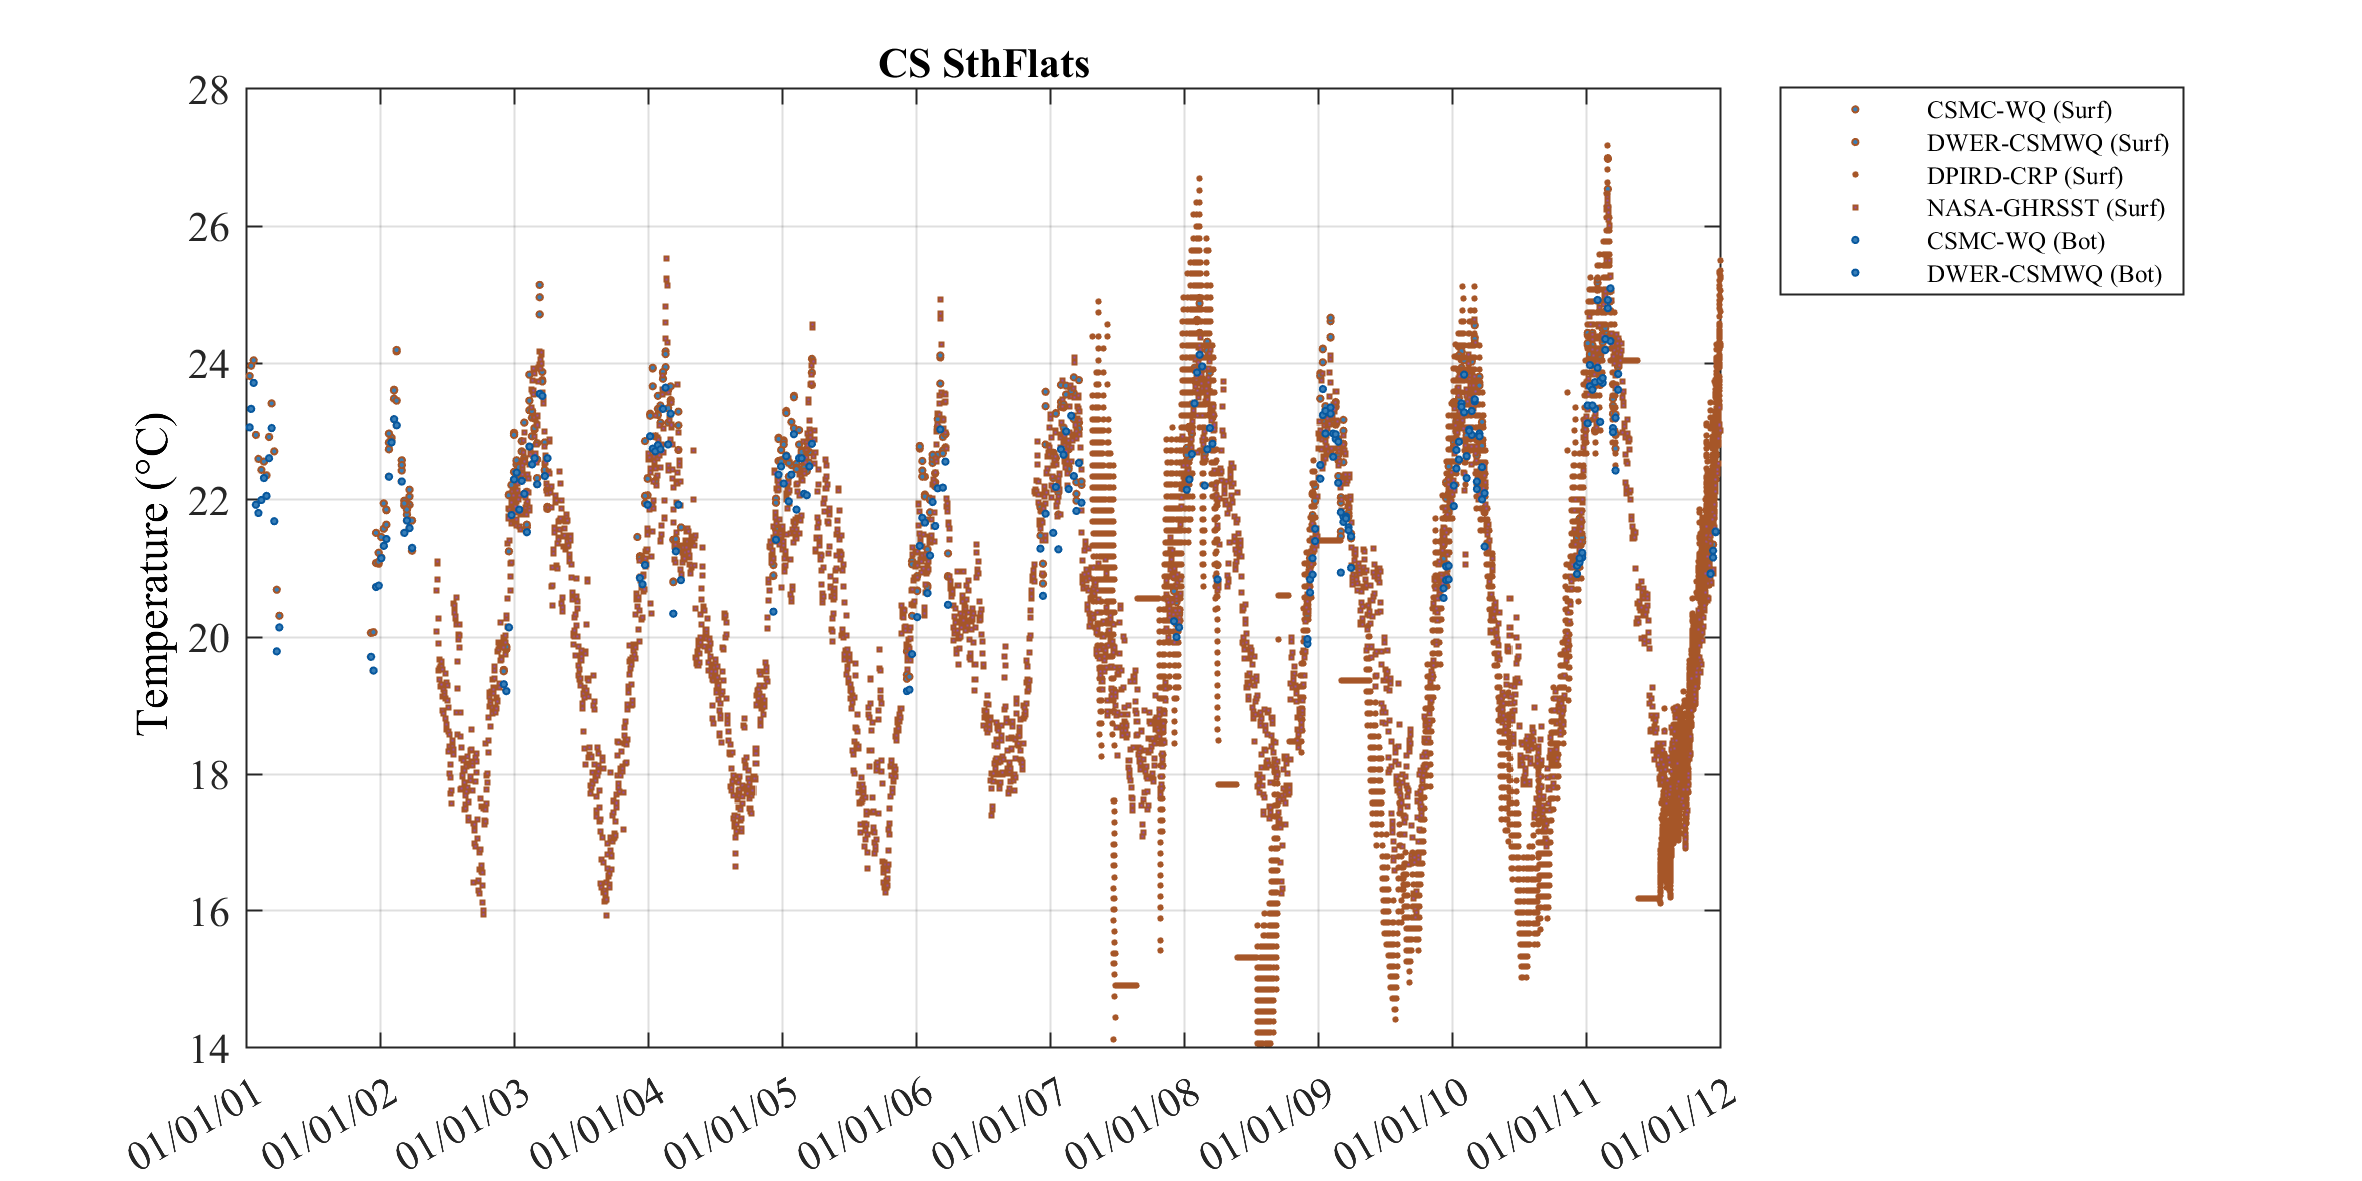 CS SthFlats
28
26
24
22
20
18
16
14
Temperature (°C)
01/01/01
01/01/02
01/01/03
01/01/04
01/01/05
01/01/06
01/01/07
01/01/08
01/01/09
01/01/10
01/01/11
01/01/12
CSMC-WQ (Surf)
DWER-CSMWQ (Surf)
DPIRD-CRP (Surf)
NASA-GHRSST (Surf)
CSMC-WQ (Bot)
DWER-CSMWQ (Bot)